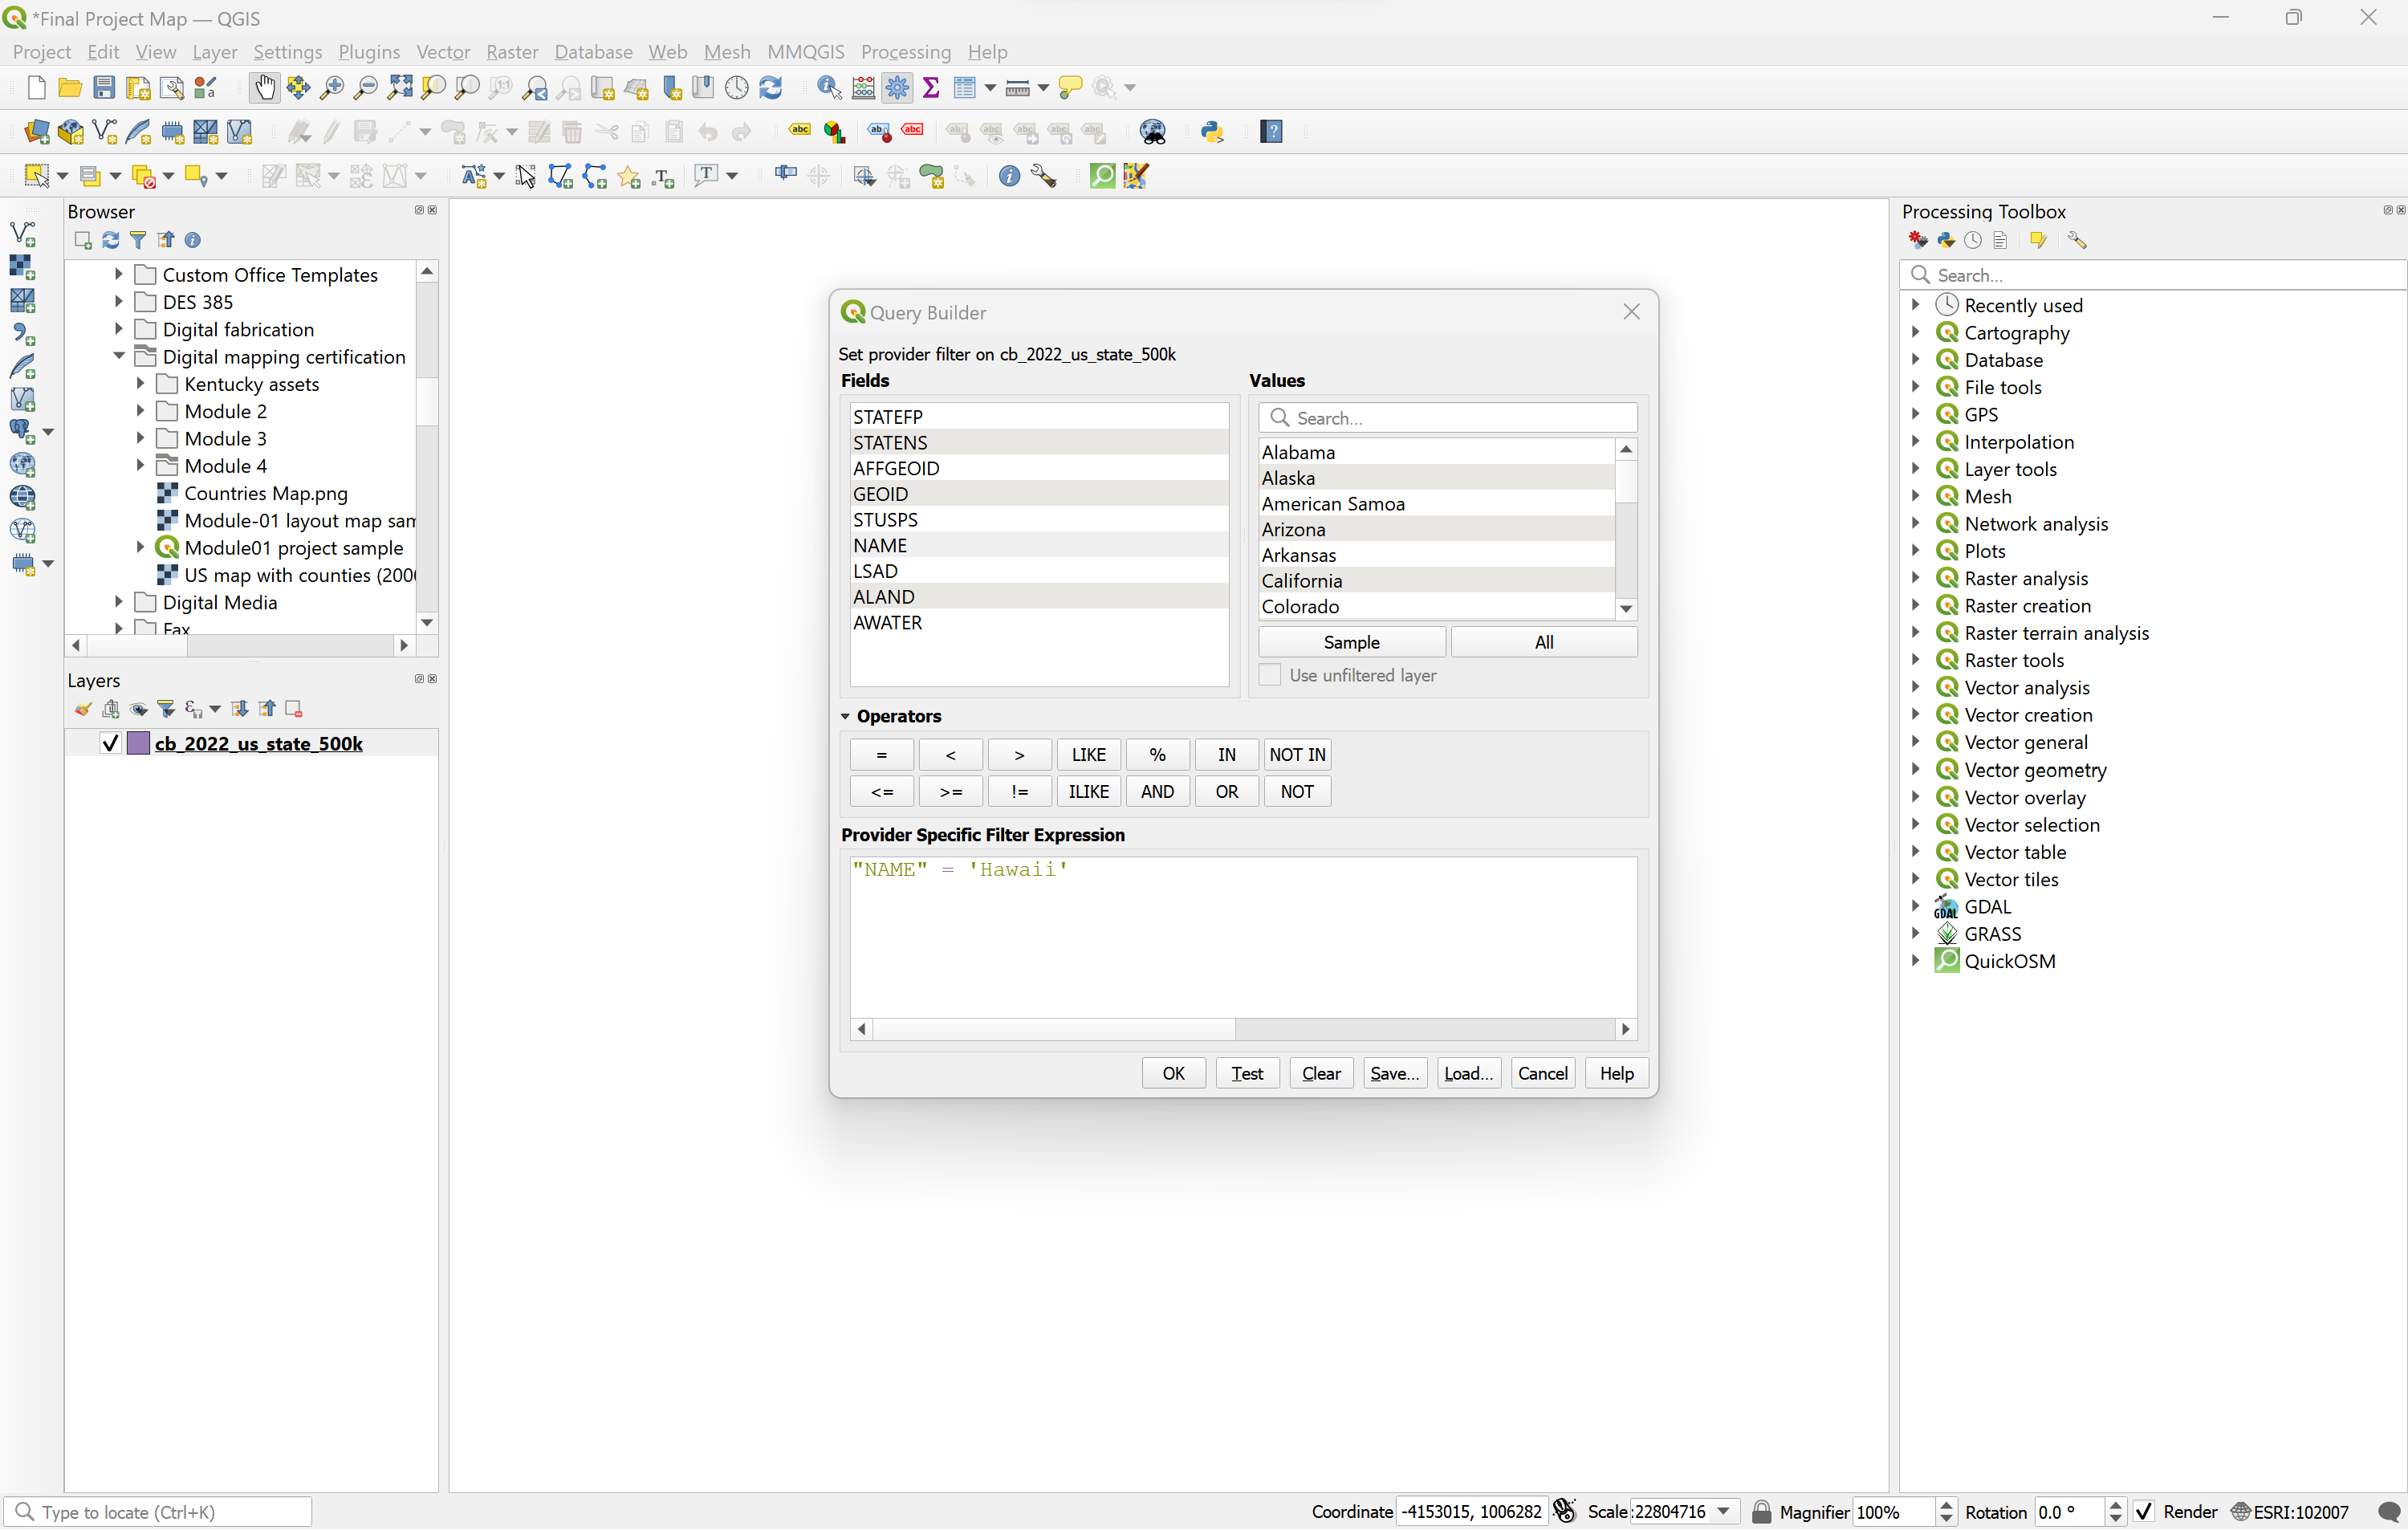 *Final Project Map — QGIS
Project Edit View Layer Settings Plugins Vector Raster Database Web Mesh MMQGIS Processing Help
Browser
Custom Office Templates
DES 385
Digital fabrication
Digital mapping certification
Kentucky assets
Module 2
Module 3
Module 4
Countries Map.png
Module-01 layout map sam
Module01 project sample
US map with counties (200
Digital Media
Fax
Layers
cb_2022_us_state_500k
Query Builder
Set provider filter on cb_2022_us_state_500k
Fields
STATEFP
STATENS
AFFGEOID
GEOID
STUSPS
NAME
LSAD
ALAND
AWATER
Values
Search...
Alabama
Alaska
American Samoa
Arizona
Arkansas
California
Colorado
Sample All
Use unfiltered layer
Operators
= < > LIKE % IN NOT IN
<= >= != ILIKE AND OR NOT
Provider Specific Filter Expression
"NAME" = 'Hawaii'
OK Test Clear Save... Load... Cancel Help
Processing Toolbox
Search...
Recently used
Cartography
Database
File tools
GPS
Interpolation
Layer tools
Mesh
Network analysis
Plots
Raster analysis
Raster creation
Raster terrain analysis
Raster tools
Vector analysis
Vector creation
Vector general
Vector geometry
Vector overlay
Vector selection
Vector table
Vector tiles
GDAL
GRASS
QuickOSM
Type to locate (Ctrl+K)
Coordinate -4153015, 1006282 Scale :22804716 Magnifier 100% Rotation 0.0 ° Render ESRI:102007